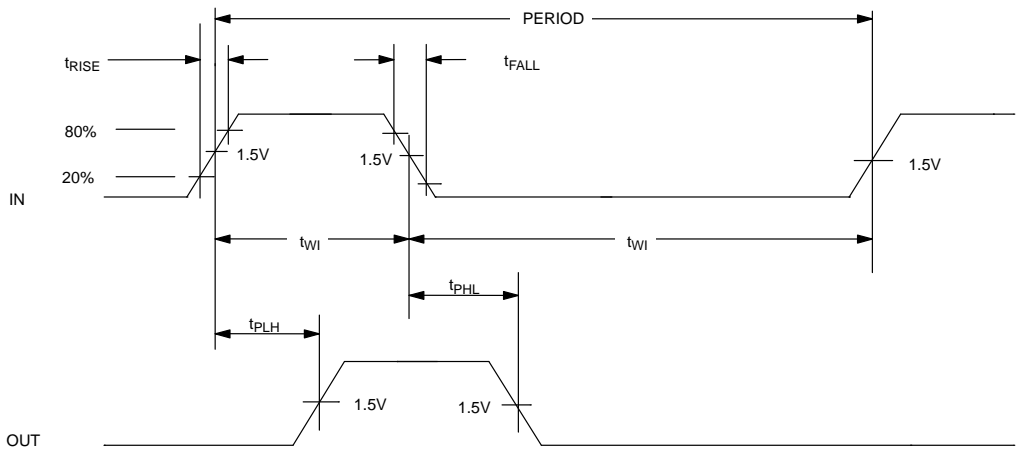 PERIOD
tRISE
tFALL
80%
1.5V
1.5V
1.5V
20%
IN
tWI
tWI
tPHL
tPLH
1.5V
1.5V
OUT